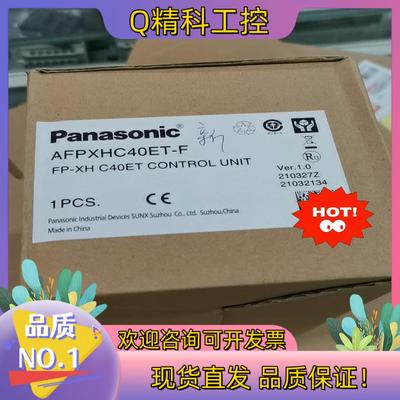 Q精科工控
Panasonic
新
AFPXHC40ET-F
FP-XH C40ET CONTROL UNIT
Ver.1.0
210327Z
21032134
1PCS.
CE
Panasonic Industrial Devices SUNX Suzhou Co., Ltd. Suzhou,China
Made in China
HOT!
品质
NO.1
欢迎咨询可开发票
现货直发 品质保证!